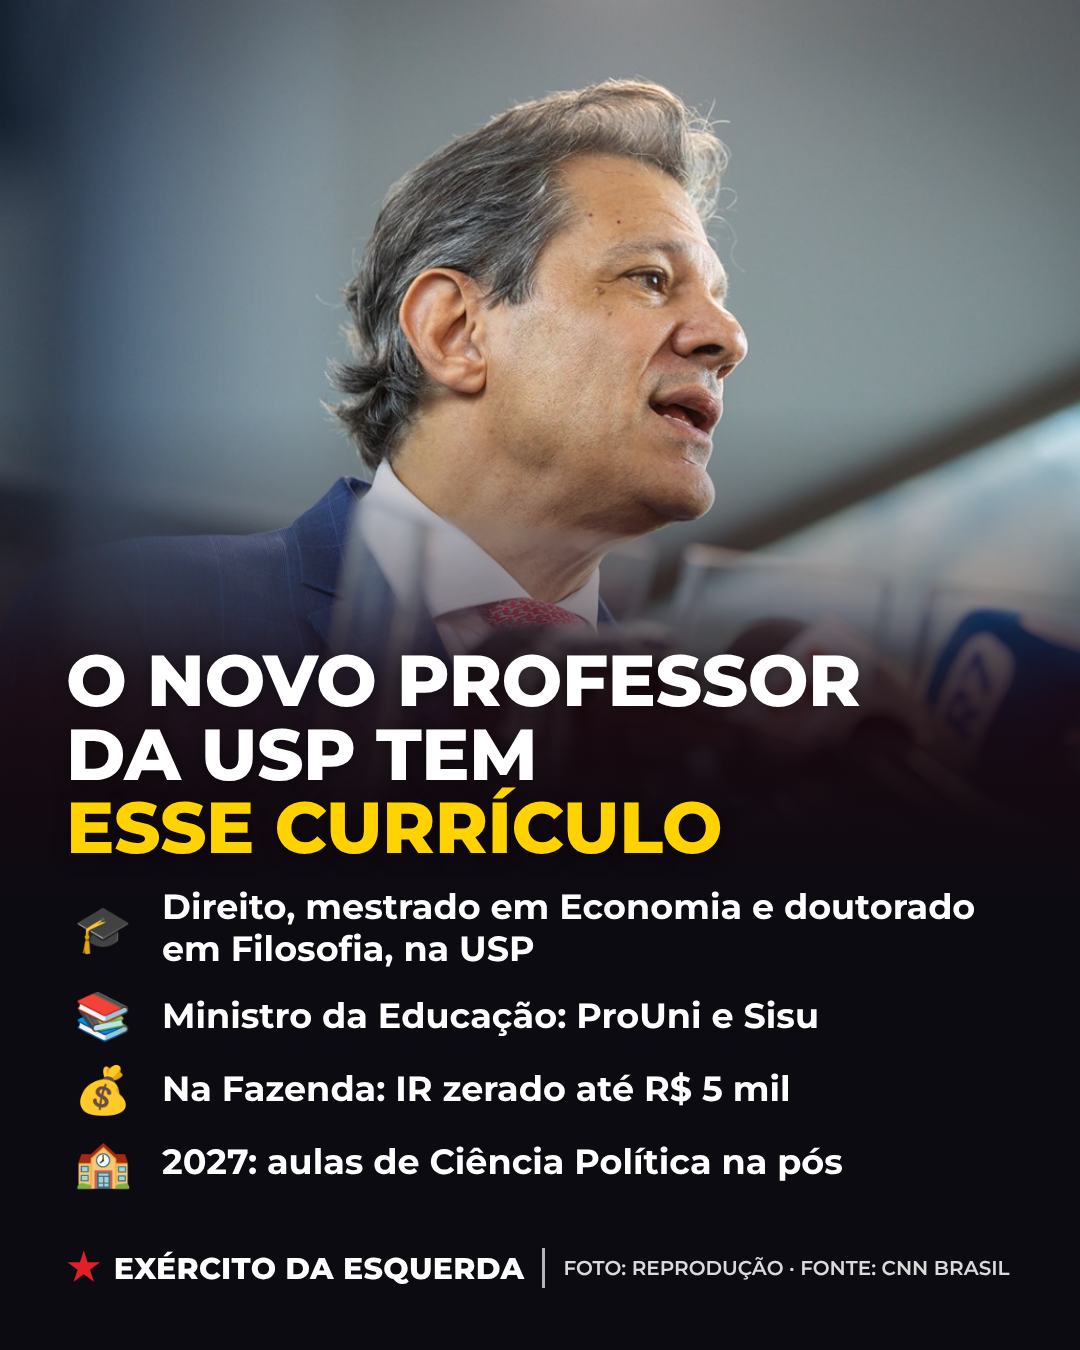 O NOVO PROFESSOR
DA USP TEM
ESSE CURRÍCULO
Direito, mestrado em Economia e doutorado
em Filosofia, na USP
Ministro da Educação: ProUni e Sisu
Na Fazenda: IR zerado até R$ 5 mil
2027: aulas de Ciência Política na pós
EXÉRCITO DA ESQUERDA
FOTO: REPRODUÇÃO · FONTE: CNN BRASIL